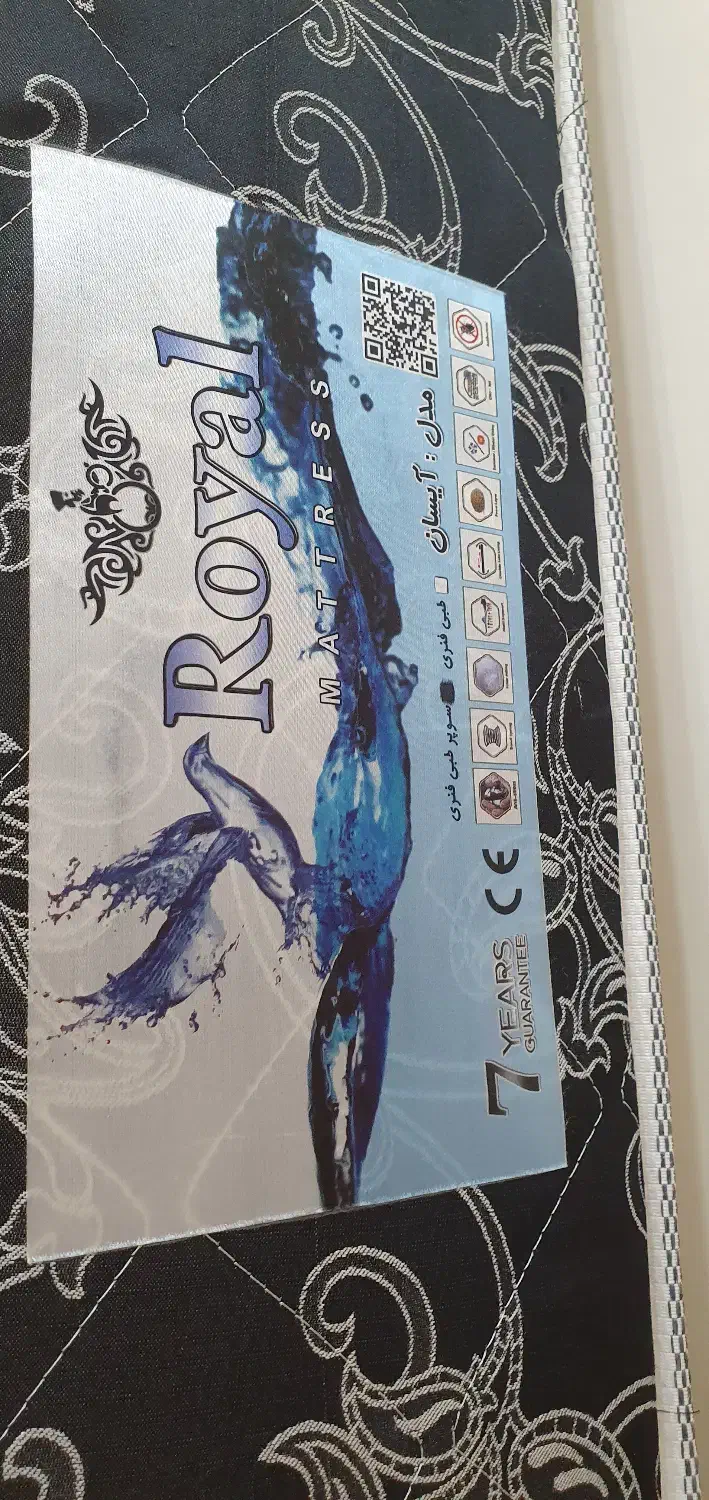 Royal
MATTRESS
مدل : آیسان
طبی فنری
سوپر طبی فنری
7 YEARS
GUARANTEE
CE